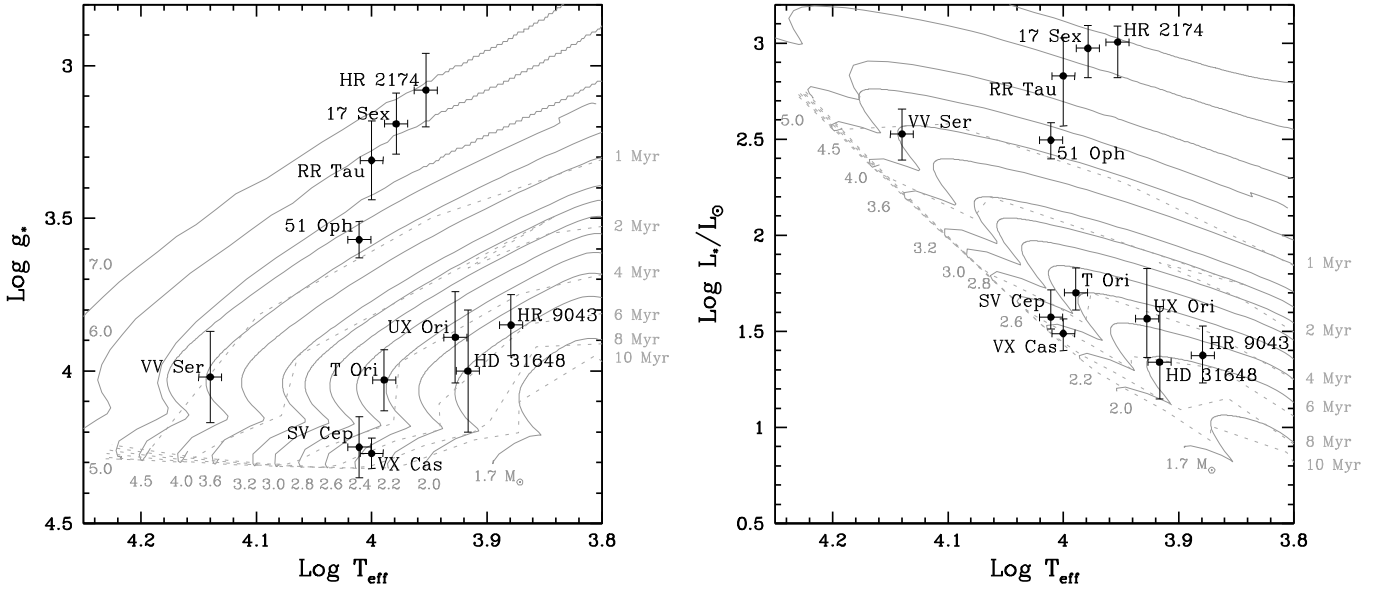 3
3.5
4
4.5
Log g*
4.2
4.1
4
3.9
3.8
Log Teff
HR 2174
17 Sex
RR Tau
51 Oph
VV Ser
UX Ori
HR 9043
T Ori
HD 31648
SV Cep
VX Cas
7.0
6.0
5.0
4.5
4.0
3.6
3.2
3.0
2.8
2.6
2.4
2.2
2.0
1.7 M⊙
1 Myr
2 Myr
4 Myr
6 Myr
8 Myr
10 Myr
3
2.5
2
1.5
1
0.5
Log L*/L⊙
4.2
4.1
4
3.9
3.8
Log Teff
17 Sex
HR 2174
RR Tau
VV Ser
51 Oph
T Ori
SV Cep
UX Ori
VX Cas
HR 9043
HD 31648
5.0
4.5
4.0
3.6
3.2
3.0
2.8
2.6
2.2
2.0
1.7 M⊙
1 Myr
2 Myr
4 Myr
6 Myr
8 Myr
10 Myr